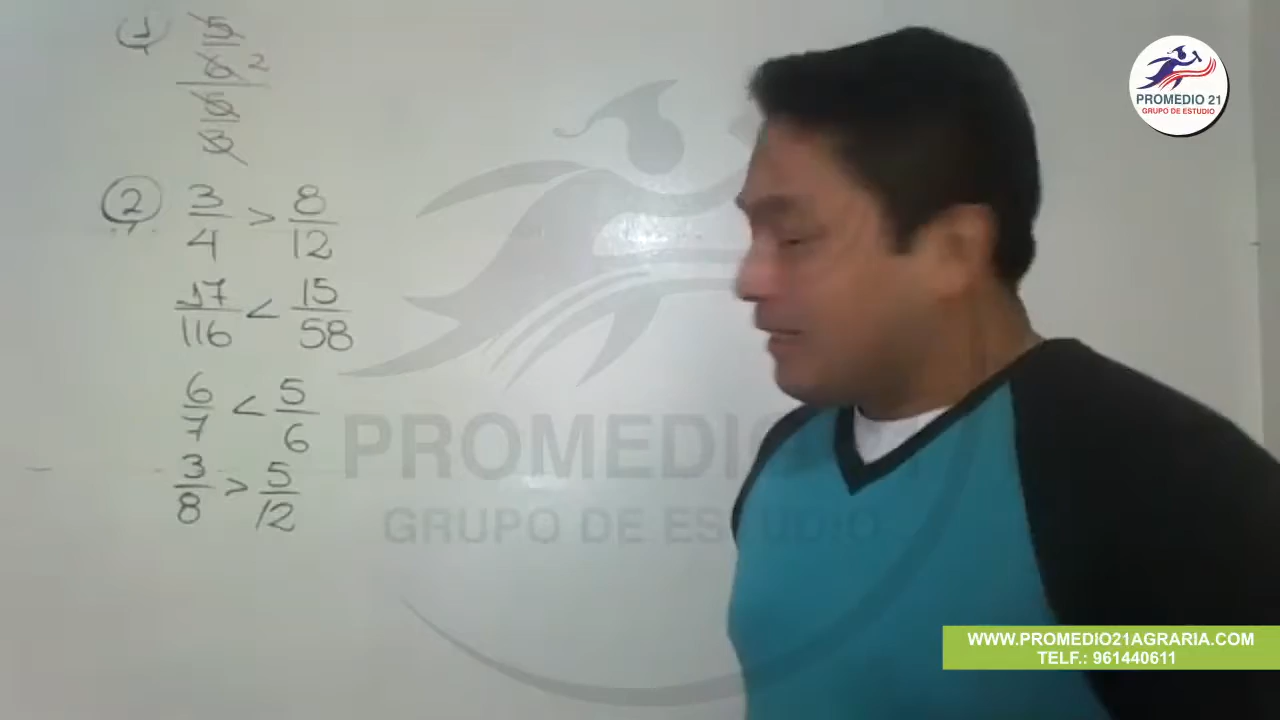 1
5
6 2
6
8
2
3/4 > 8/12
17/116 < 15/58
6/7 < 5/6
3/8 > 5/12
PROMEDIO 21
GRUPO DE ESTUDIO
PROMEDIO
GRUPO DE ESTUDIO
WWW.PROMEDIO21AGRARIA.COM
TELF.: 961440611